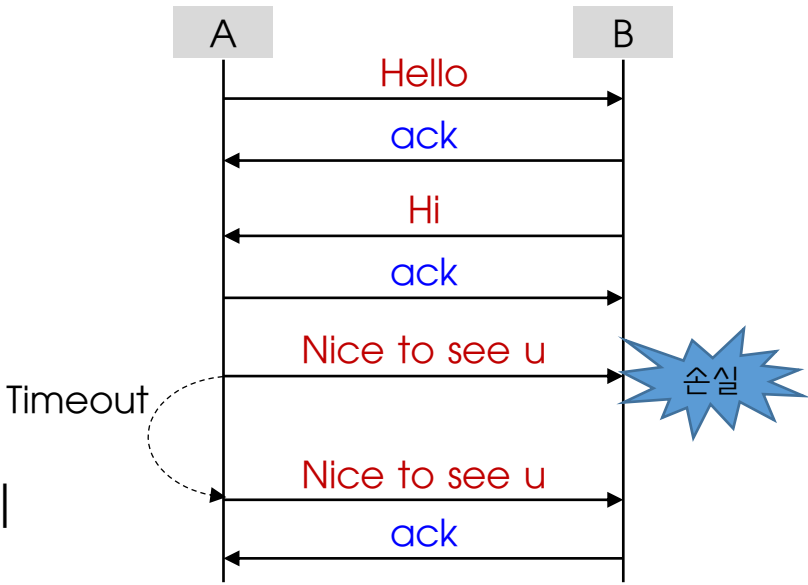 A
B
Hello
ack
Hi
ack
Nice to see u
손실
Timeout
Nice to see u
ack